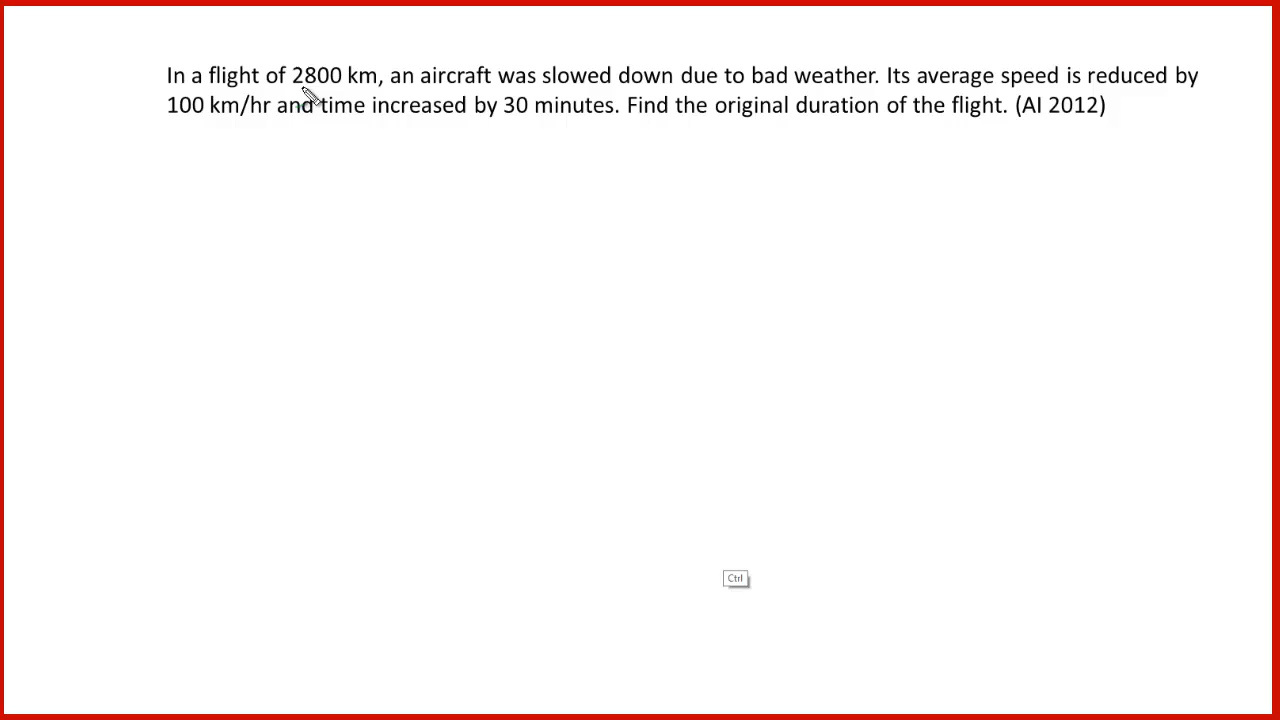 In a flight of 2800 km, an aircraft was slowed down due to bad weather. Its average speed is reduced by
100 km/hr and time increased by 30 minutes. Find the original duration of the flight. (AI 2012)
Ctrl